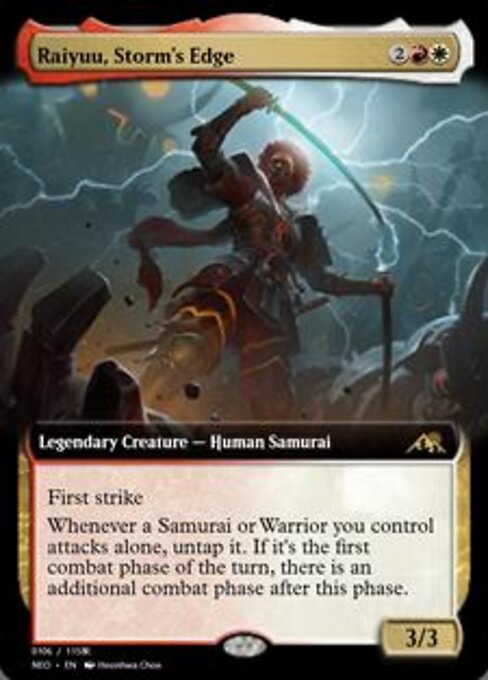 Raiyuu, Storm's Edge 2
Legendary Creature — Human Samurai
First strike
Whenever a Samurai or Warrior you control
attacks alone, untap it. If it's the first
combat phase of the turn, there is an
additional combat phase after this phase.
3/3
NEO • EN